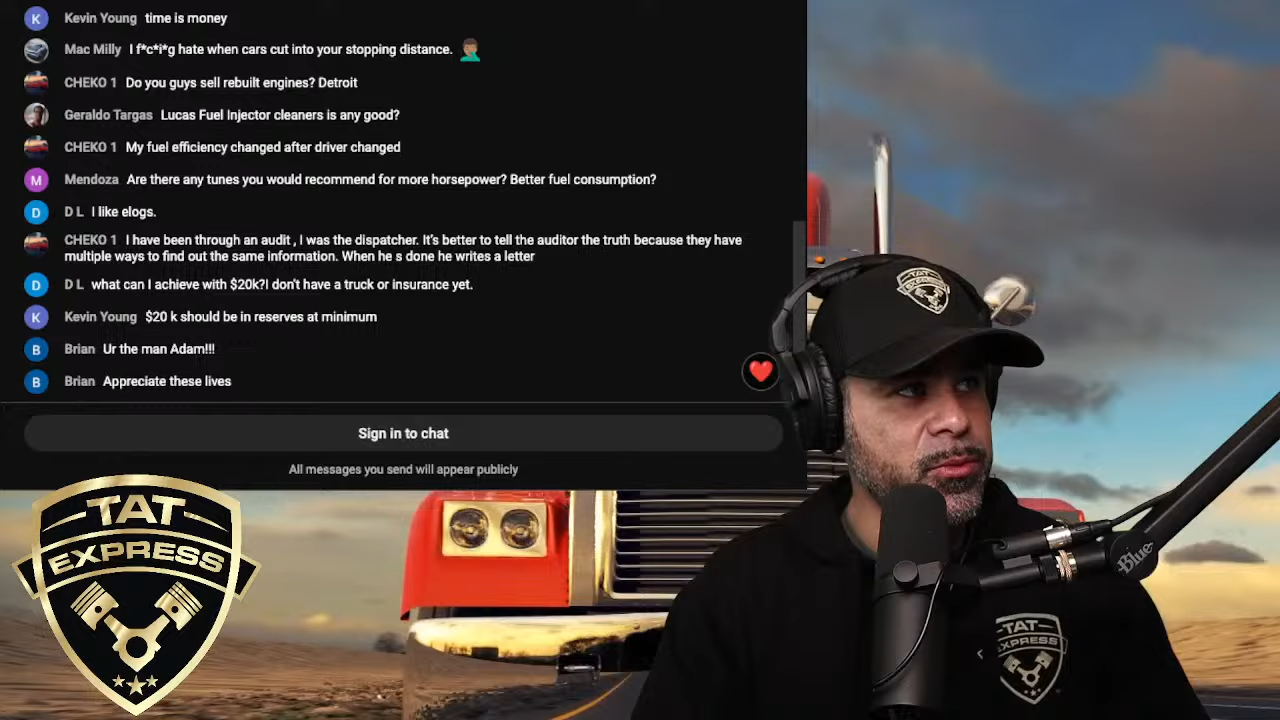 Kevin Young time is money
Mac Milly I f*c*i*g hate when cars cut into your stopping distance. 🤦🏽‍♂️
CHEKO 1 Do you guys sell rebuilt engines? Detroit
Geraldo Targas Lucas Fuel Injector cleaners is any good?
CHEKO 1 My fuel efficiency changed after driver changed
Mendoza Are there any tunes you would recommend for more horsepower? Better fuel consumption?
D L I like elogs.
CHEKO 1 I have been through an audit , I was the dispatcher. It's better to tell the auditor the truth because they have
multiple ways to find out the same information. When he s done he writes a letter
D L what can I achieve with $20k?I don't have a truck or insurance yet.
Kevin Young $20 k should be in reserves at minimum
Brian Ur the man Adam!!!
Brian Appreciate these lives
Sign in to chat
All messages you send will appear publicly
K
M
D
D
K
B
B
TAT
EXPRESS
TAT
EXPRESS
Blue
TAT
EXPRESS